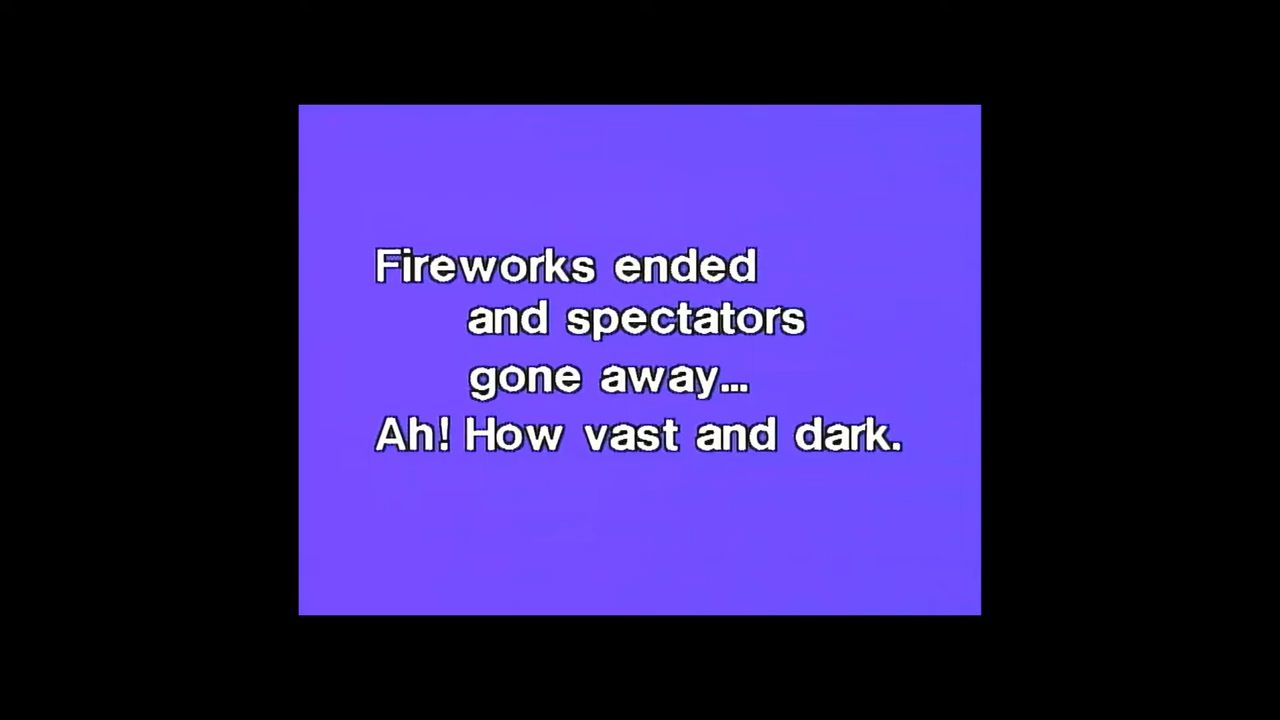 Fireworks ended
and spectators
gone away...
Ah! How vast and dark.